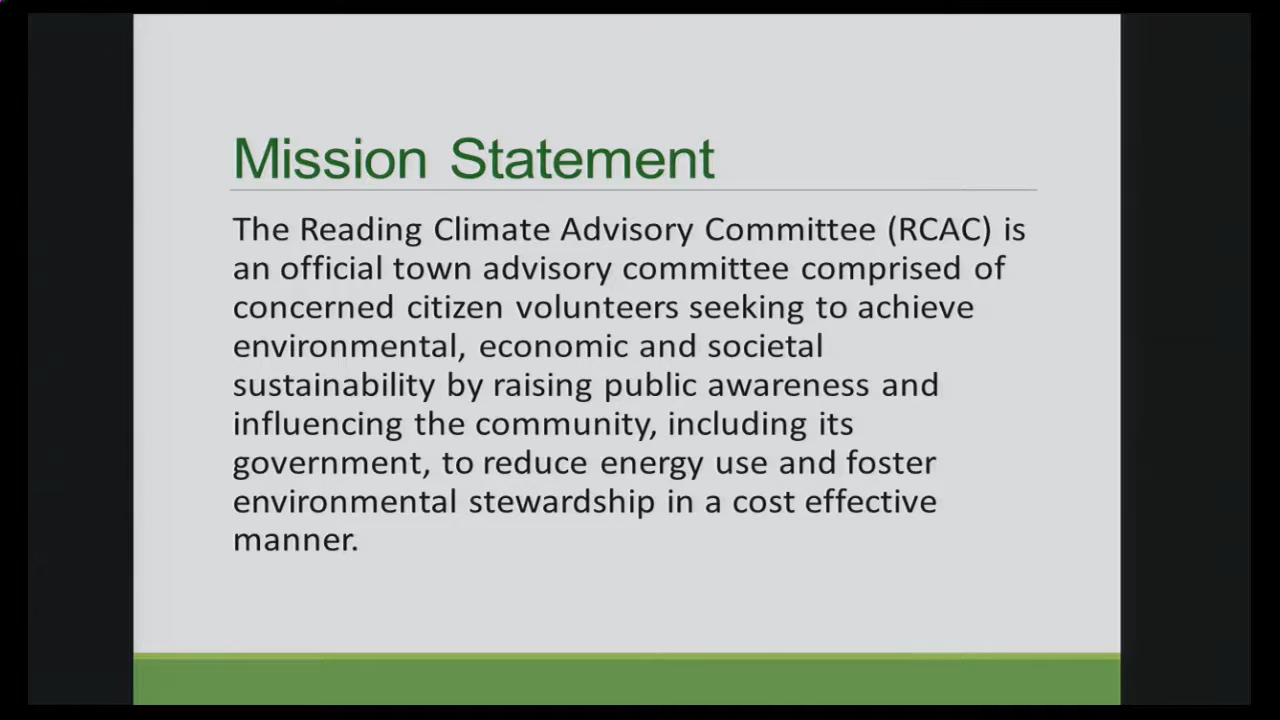 Mission Statement
The Reading Climate Advisory Committee (RCAC) is
an official town advisory committee comprised of
concerned citizen volunteers seeking to achieve
environmental, economic and societal
sustainability by raising public awareness and
influencing the community, including its
government, to reduce energy use and foster
environmental stewardship in a cost effective
manner.